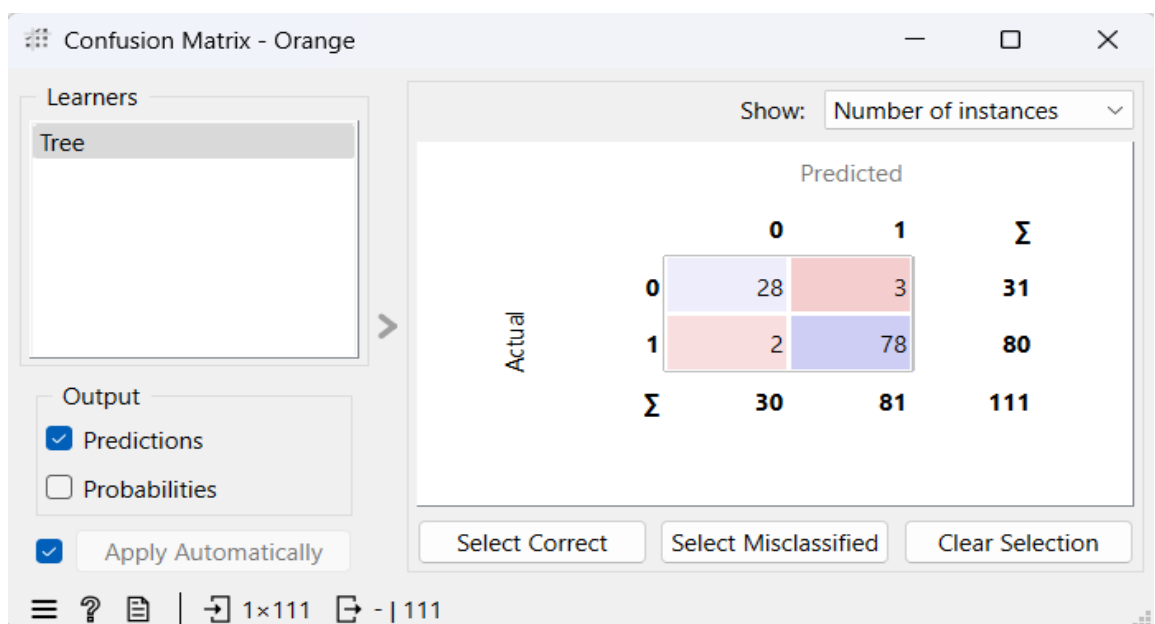 Confusion Matrix - Orange
Learners
Tree
Output
Predictions
Probabilities
Apply Automatically
Show: Number of instances
Predicted
0 1 Σ
Actual
0 28 3 31
1 2 78 80
Σ 30 81 111
Select Correct Select Misclassified Clear Selection
? 1×111 - | 111